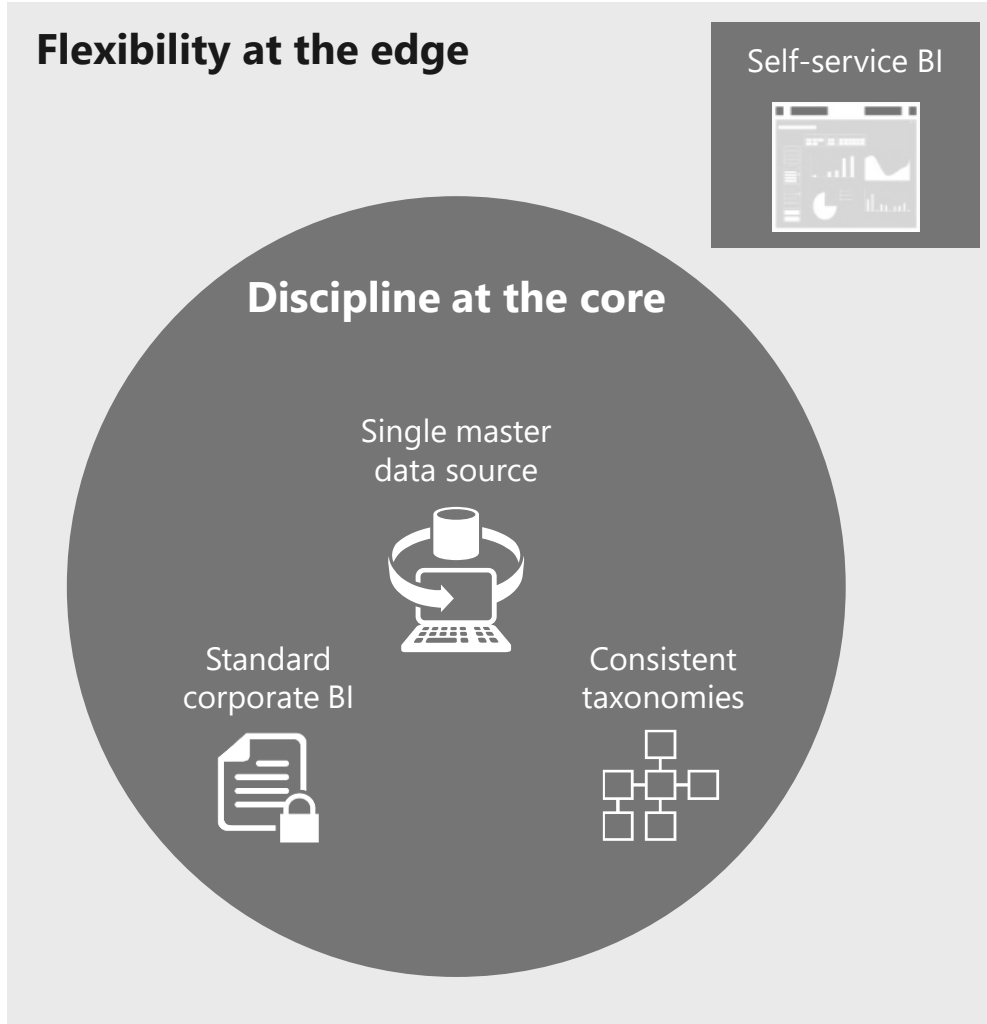 Flexibility at the edge
Self-service BI
Discipline at the core
Single master
data source
Standard
corporate BI
Consistent
taxonomies